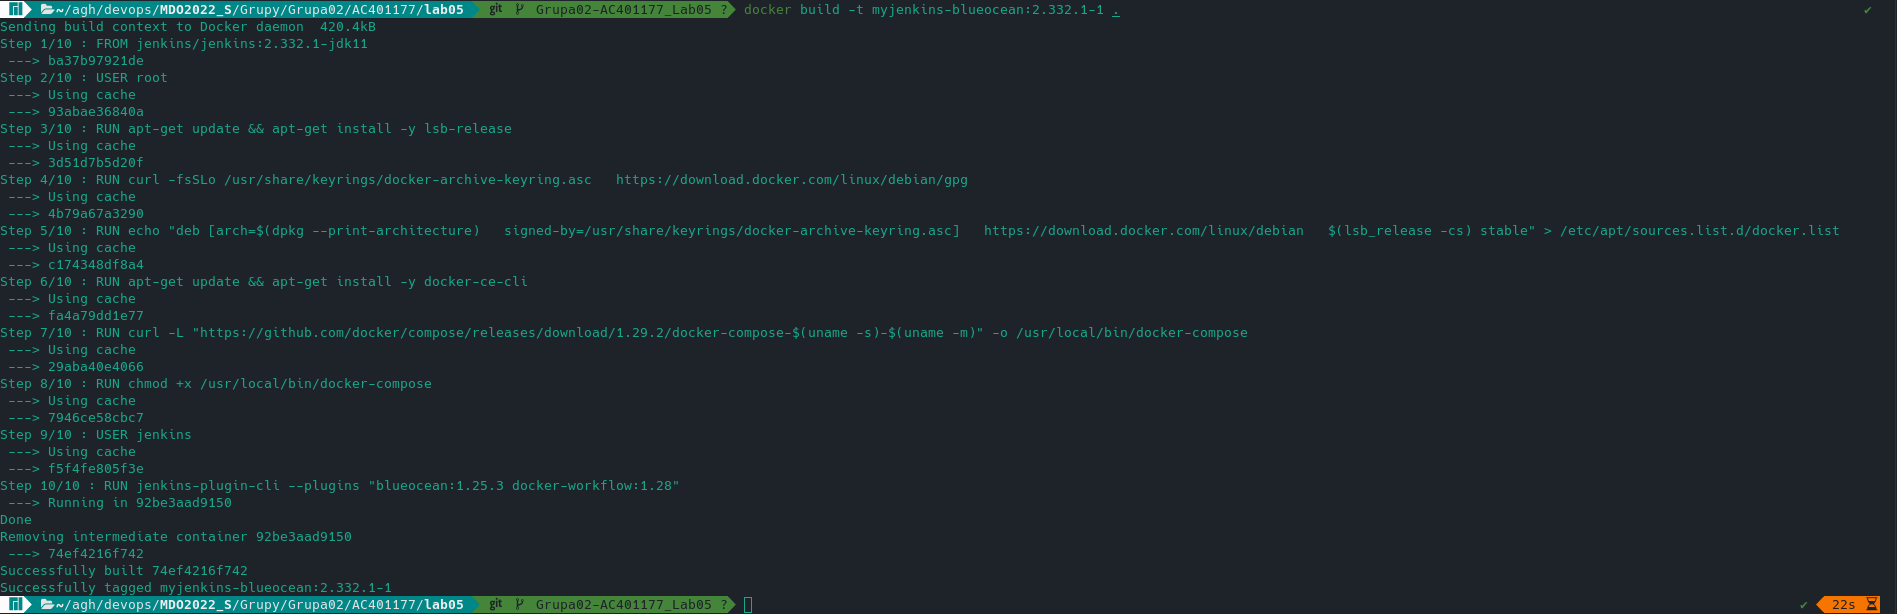 ~/agh/devops/MDO2022_S/Grupy/Grupa02/AC401177/lab05 git Grupa02-AC401177_Lab05 ? docker build -t myjenkins-blueocean:2.332.1-1 . ✔
Sending build context to Docker daemon  420.4kB
Step 1/10 : FROM jenkins/jenkins:2.332.1-jdk11
 ---> ba37b97921de
Step 2/10 : USER root
 ---> Using cache
 ---> 93abae36840a
Step 3/10 : RUN apt-get update && apt-get install -y lsb-release
 ---> Using cache
 ---> 3d51d7b5d20f
Step 4/10 : RUN curl -fsSLo /usr/share/keyrings/docker-archive-keyring.asc   https://download.docker.com/linux/debian/gpg
 ---> Using cache
 ---> 4b79a67a3290
Step 5/10 : RUN echo "deb [arch=$(dpkg --print-architecture)   signed-by=/usr/share/keyrings/docker-archive-keyring.asc]   https://download.docker.com/linux/debian   $(lsb_release -cs) stable" > /etc/apt/sources.list.d/docker.list
 ---> Using cache
 ---> c174348df8a4
Step 6/10 : RUN apt-get update && apt-get install -y docker-ce-cli
 ---> Using cache
 ---> fa4a79dd1e77
Step 7/10 : RUN curl -L "https://github.com/docker/compose/releases/download/1.29.2/docker-compose-$(uname -s)-$(uname -m)" -o /usr/local/bin/docker-compose
 ---> Using cache
 ---> 29aba40e4066
Step 8/10 : RUN chmod +x /usr/local/bin/docker-compose
 ---> Using cache
 ---> 7946ce58cbc7
Step 9/10 : USER jenkins
 ---> Using cache
 ---> f5f4fe805f3e
Step 10/10 : RUN jenkins-plugin-cli --plugins "blueocean:1.25.3 docker-workflow:1.28"
 ---> Running in 92be3aad9150
Done
Removing intermediate container 92be3aad9150
 ---> 74ef4216f742
Successfully built 74ef4216f742
Successfully tagged myjenkins-blueocean:2.332.1-1
~/agh/devops/MDO2022_S/Grupy/Grupa02/AC401177/lab05 git Grupa02-AC401177_Lab05 ? ✔ 22s